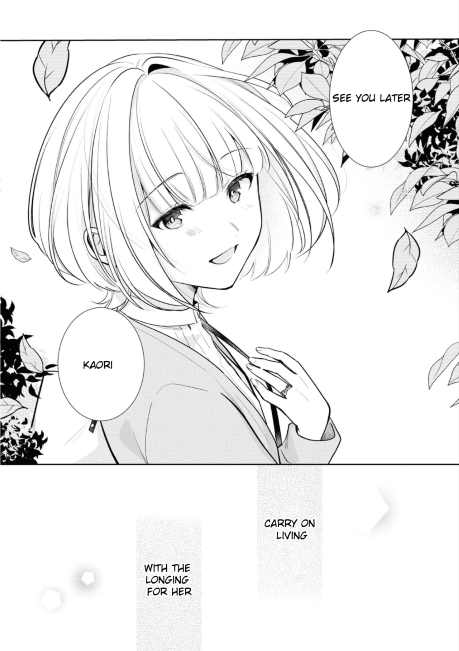 SEE YOU LATER
KAORI
CARRY ON
LIVING
WITH THE
LONGING
FOR HER